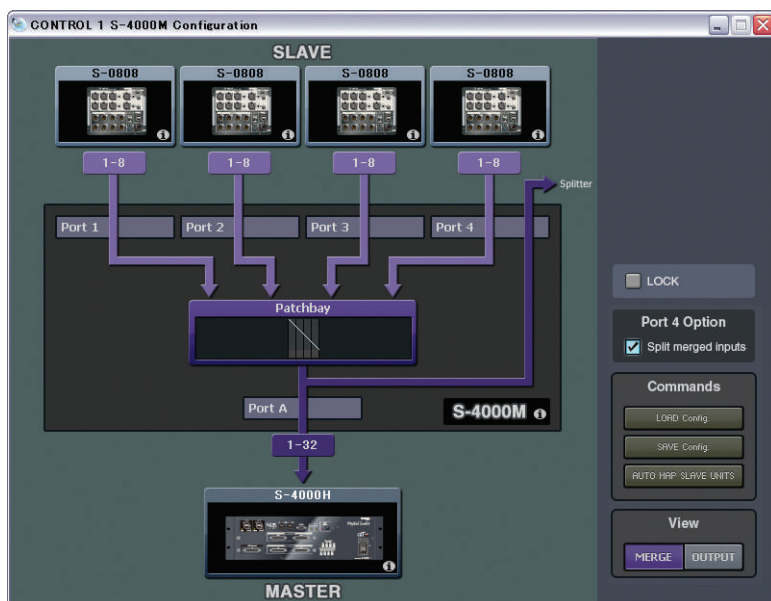 CONTROL 1 S-4000M Configuration
SLAVE
S-0808 S-0808 S-0808 S-0808
1-8 1-8 1-8 1-8
Splitter
Port 1 Port 2 Port 3 Port 4
Patchbay
Port A
S-4000M
1-32
S-4000H
MASTER
LOCK
Port 4 Option
Split merged inputs
Commands
LOAD Config.
SAVE Config.
AUTO MAP SLAVE UNITS
View
MERGE OUTPUT